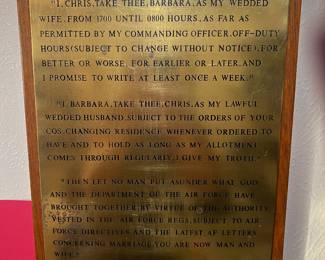 "I, CHRIS, TAKE THEE, BARBARA, AS MY WEDDED
WIFE, FROM 1700 UNTIL 0800 HOURS, AS FAR AS
PERMITTED BY MY COMMANDING OFFICER, OFF-DUTY
HOURS (SUBJECT TO CHANGE WITHOUT NOTICE), FOR
BETTER OR WORSE, FOR EARLIER OR LATER, AND
I PROMISE TO WRITE AT LEAST ONCE A WEEK."
"I, BARBARA, TAKE THEE, CHRIS, AS MY LAWFUL
WEDDED HUSBAND, SUBJECT TO THE ORDERS OF YOUR
COS, CHANGING RESIDENCE WHENEVER ORDERED TO
HAVE AND TO HOLD AS LONG AS MY ALLOTMENT
COMES THROUGH REGULARLY, I GIVE MY TROTH."
"THEN LET NO MAN PUT ASUNDER WHAT GOD
AND THE DEPARTMENT OF THE AIR FORCE HAVE
BROUGHT TOGETHER, BY VIRTUE OF THE AUTHORITY
VESTED IN THE AIR FORCE REGS, SUBJECT TO AIR
FORCE DIRECTIVES AND THE LATEST AF LETTERS
CONCERNING MARRIAGE, YOU ARE NOW MAN AND
WIFE."